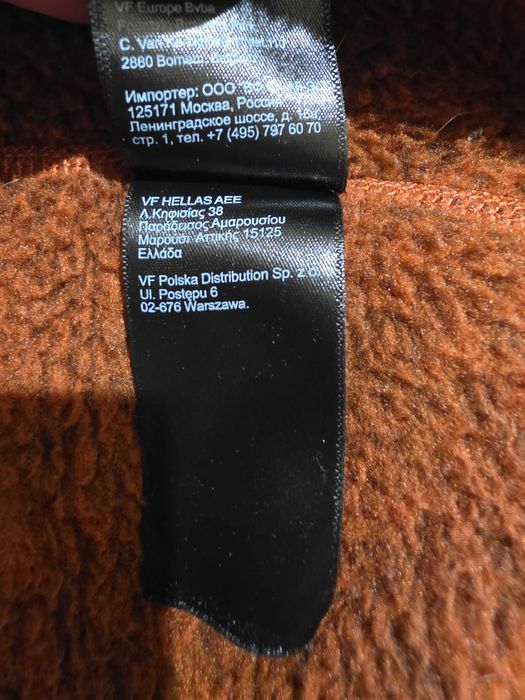 VF Europe Bvba
C. Van
2880 Bornem,
Импортер: ООО
125171 Москва, Россия
Ленинградское шоссе, д.
стр. 1, тел. +7 (495) 797 60 70
VF HELLAS AEE
Λ.Κηφισίας 38
Παράδεισος Αμαρουσίου
Μαρούσι Αττικής 15125
Ελλάδα
VF Polska Distribution Sp. z o.
Ul. Postępu 6
02-676 Warszawa.